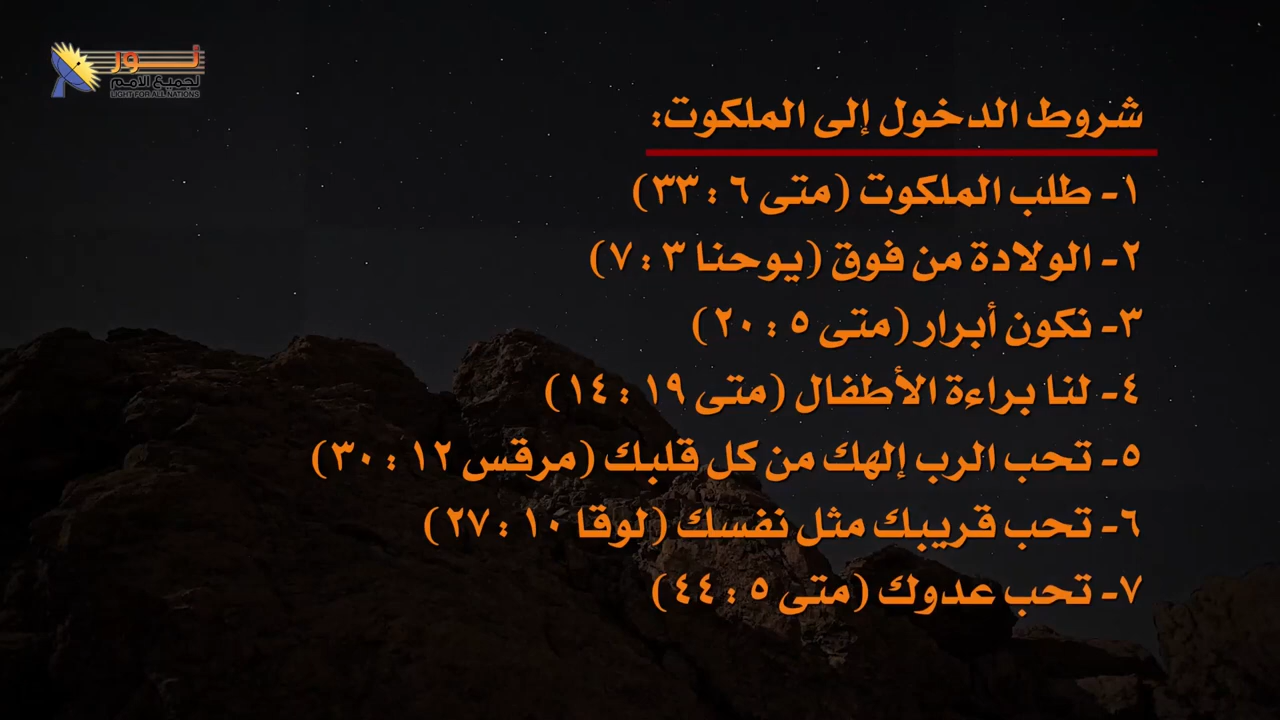 نور
لجميع الأمم
LIGHT FOR ALL NATIONS
شروط الدخول إلى الملكوت:
١- طلب الملكوت (متى ٦ : ٣٣)
٢- الولادة من فوق (يوحنا ٣ : ٧)
٣- نكون أبرار (متى ٥ : ٢٠)
٤- لنا براءة الأطفال (متى ١٩ : ١٤)
٥- تحب الرب إلهك من كل قلبك (مرقس ١٢ : ٣٠)
٦- تحب قريبك مثل نفسك (لوقا ١٠ : ٢٧)
٧- تحب عدوك (متى ٥ : ٤٤)